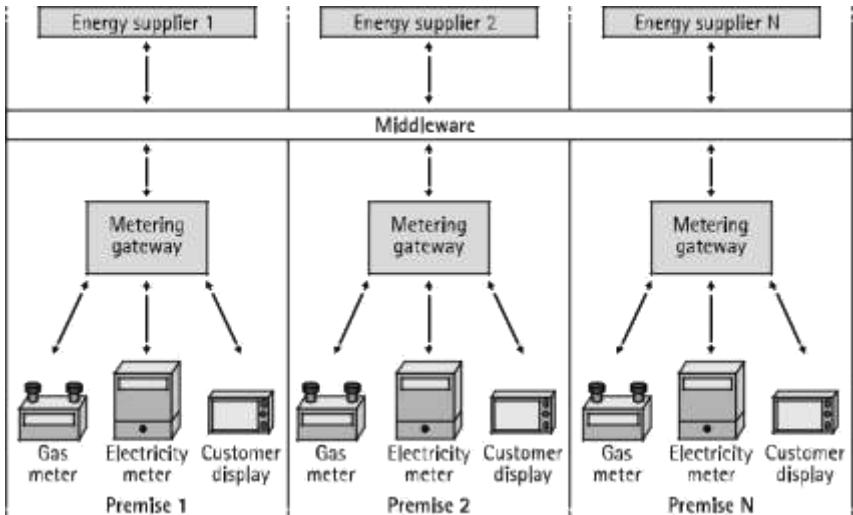 Energy supplier 1
Energy supplier 2
Energy supplier N
Middleware
Metering
gateway
Metering
gateway
Metering
gateway
Gas
meter
Electricity
meter
Customer
display
Gas
meter
Electricity
meter
Customer
display
Gas
meter
Electricity
meter
Customer
display
Premise 1
Premise 2
Premise N